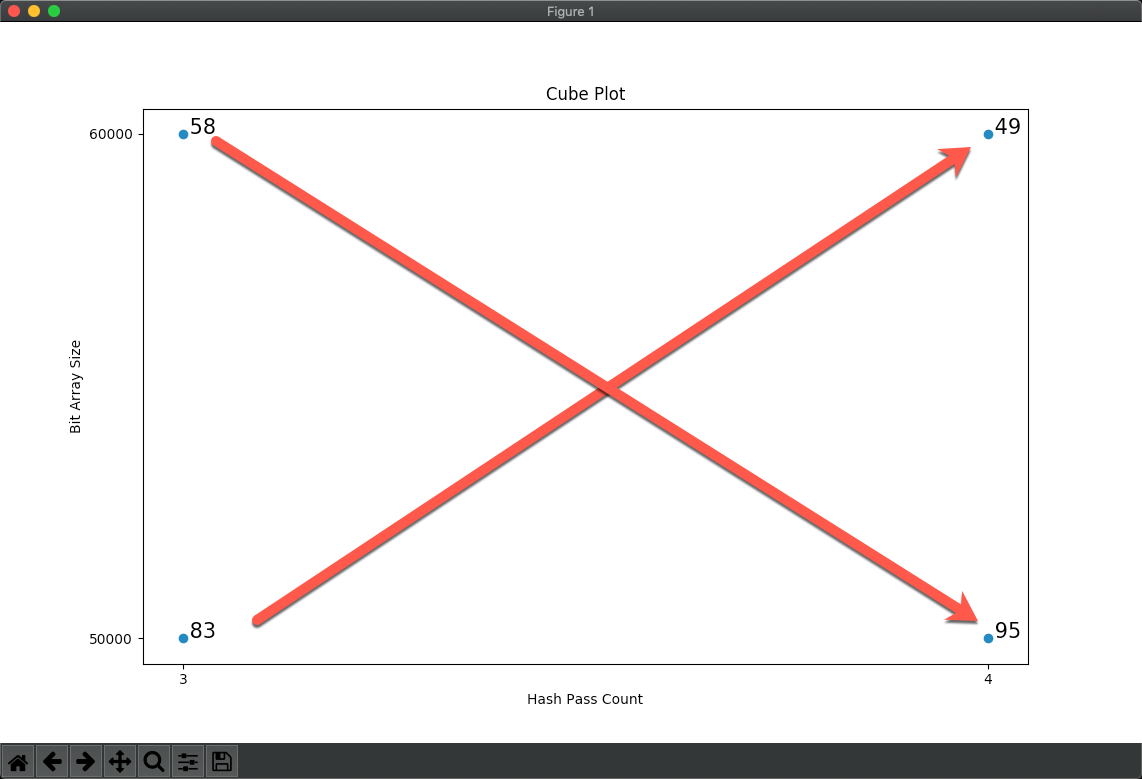 Figure 1
Cube Plot
60000
58
49
Bit Array Size
50000
83
95
3
4
Hash Pass Count